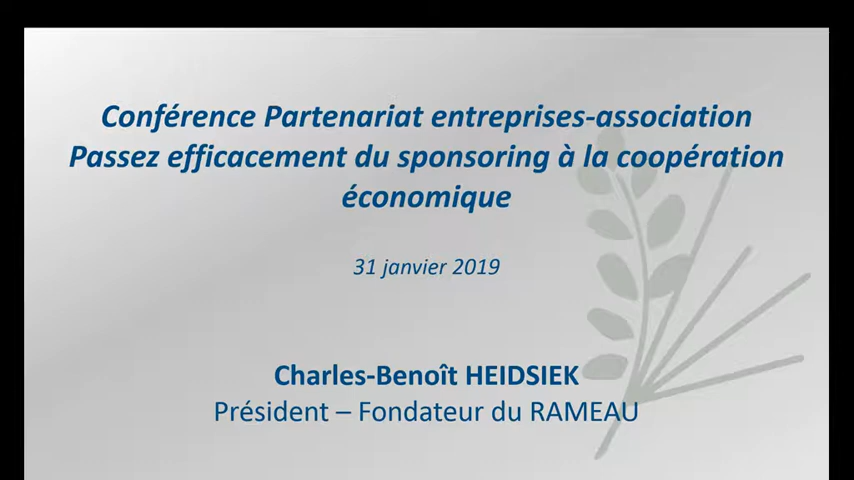 Conférence Partenariat entreprises-association
Passez efficacement du sponsoring à la coopération
économique
31 janvier 2019
Charles-Benoît HEIDSIEK
Président – Fondateur du RAMEAU